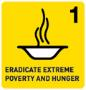 1
ERADICATE EXTREME
POVERTY AND HUNGER